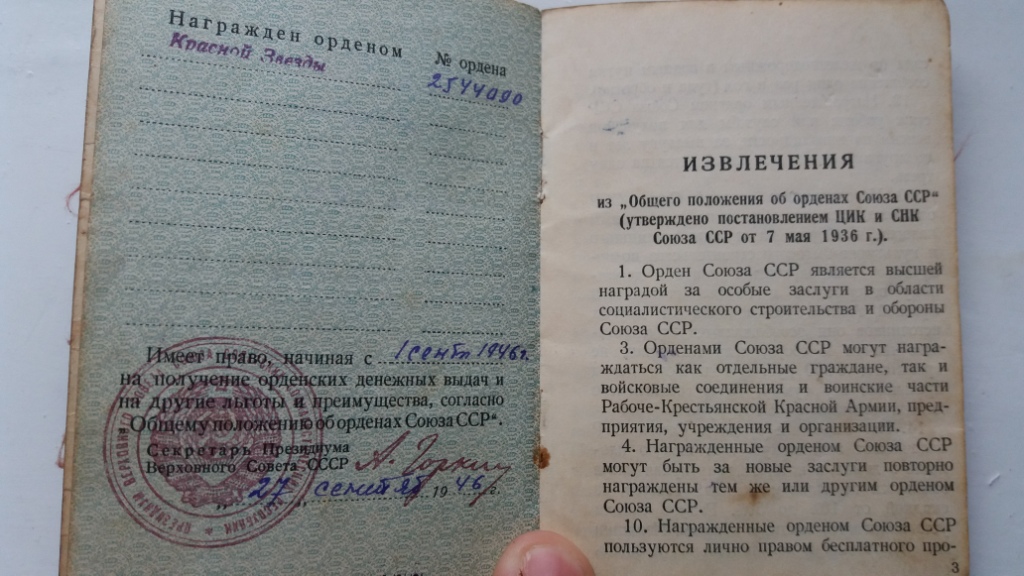 Награжден орденом
Красной Звезды
№ ордена
2544090
Имеет право, начиная с 1 сент 1946 г.
на получение орденских денежных выдач и
на другие льготы и преимущества, согласно
„Общему положению об орденах Союза ССР“.
Секретарь Президиума
Верховного Совета СССР А. Горкин
„27 сентяб 1946 г.
ИЗВЛЕЧЕНИЯ
из „Общего положения об орденах Союза ССР“
(утверждено постановлением ЦИК и СНК
Союза ССР от 7 мая 1936 г.).
1. Орден Союза ССР является высшей
наградой за особые заслуги в области
социалистического строительства и обороны
Союза ССР.
3. Орденами Союза ССР могут награ-
ждаться как отдельные граждане, так и
войсковые соединения и воинские части
Рабоче-Крестьянской Красной Армии, пред-
приятия, учреждения и организации.
4. Награжденные орденом Союза ССР
могут быть за новые заслуги повторно
награждены тем же или другим орденом
Союза ССР.
10. Награжденные орденом Союза ССР
пользуются лично правом бесплатного про-
3